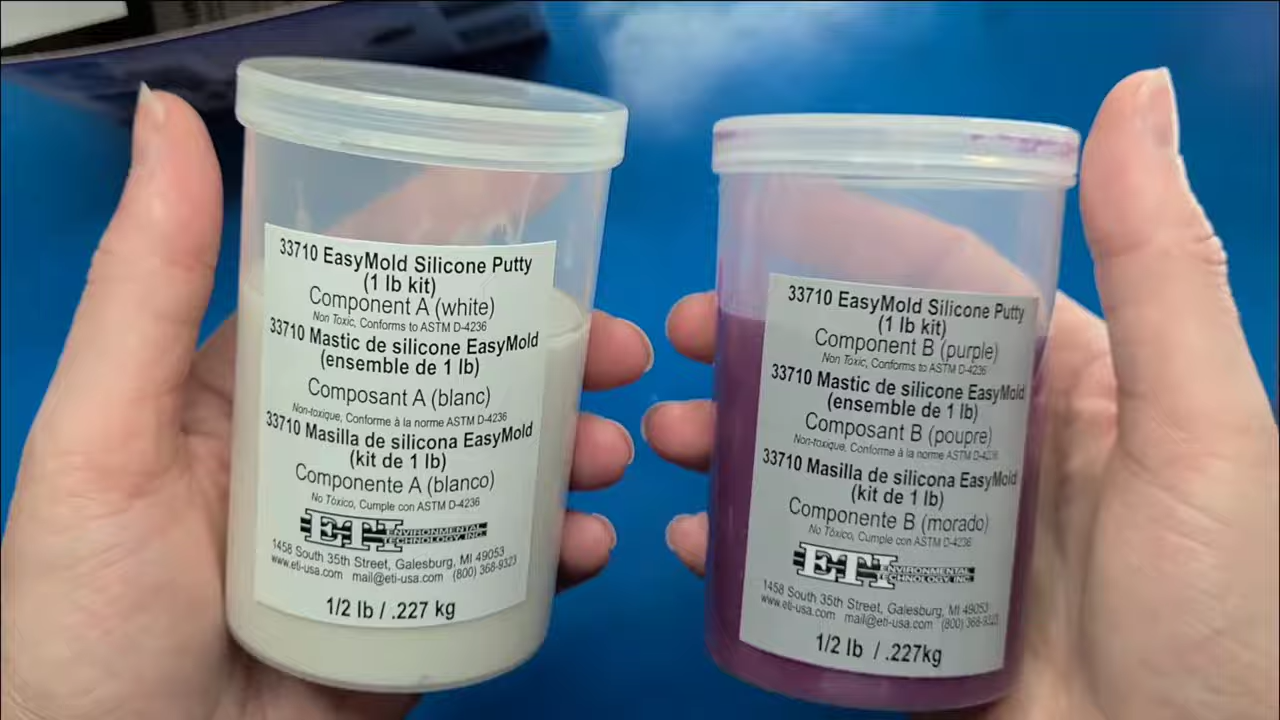 33710 EasyMold Silicone Putty
(1 lb kit)
Component A (white)
Non Toxic, Conforms to ASTM D-4236
33710 Mastic de silicone EasyMold
(ensemble de 1 lb)
Composant A (blanc)
Non-toxique, Conforme à la norme ASTM D-4236
33710 Masilla de silicona EasyMold
(kit de 1 lb)
Componente A (blanco)
No Tóxico, Cumple con ASTM D-4236
ETI ENVIRONMENTAL
TECHNOLOGY, INC.
1458 South 35th Street, Galesburg, MI 49053
www.eti-usa.com mail@eti-usa.com (800) 368-9323
1/2 lb / .227 kg
33710 EasyMold Silicone Putty
(1 lb kit)
Component B (purple)
Non Toxic, Conforms to ASTM D-4236
33710 Mastic de silicone EasyMold
(ensemble de 1 lb)
Composant B (poupre)
Non-toxique, Conforme à la norme ASTM D-4236
33710 Masilla de silicona EasyMold
(kit de 1 lb)
Componente B (morado)
No Tóxico, Cumple con ASTM D-4236
ETI ENVIRONMENTAL
TECHNOLOGY, INC.
1458 South 35th Street, Galesburg, MI 49053
www.eti-usa.com mail@eti-usa.com (800) 368-9323
1/2 lb / .227kg